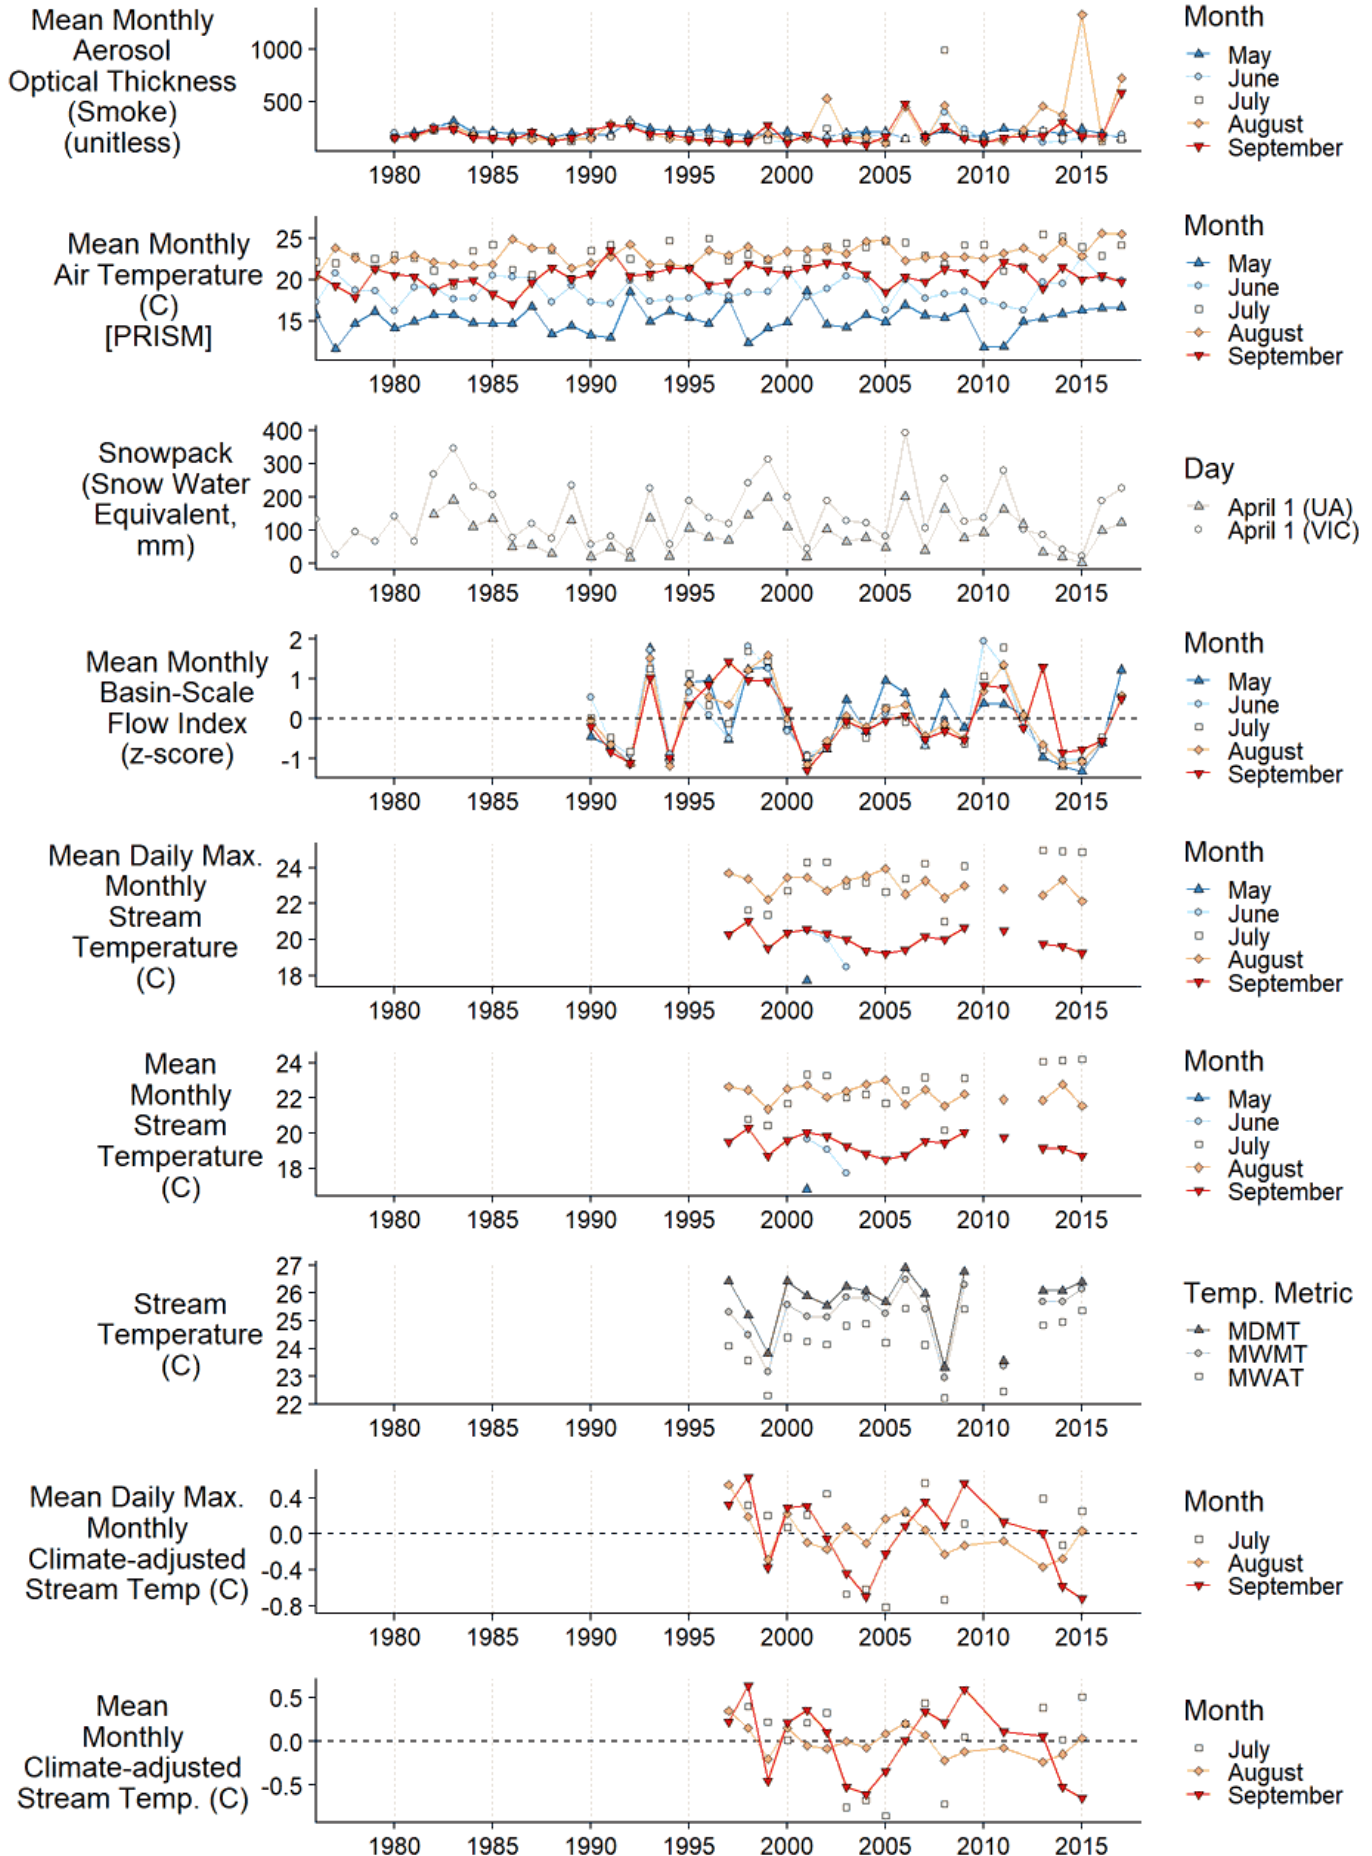 Mean Monthly
Aerosol
Optical Thickness
(Smoke)
(unitless)
1000
500
1980 1985 1990 1995 2000 2005 2010 2015
Month
May
June
July
August
September
Mean Monthly
Air Temperature
(C)
[PRISM]
25
20
15
1980 1985 1990 1995 2000 2005 2010 2015
Month
May
June
July
August
September
Snowpack
(Snow Water
Equivalent,
mm)
400
300
200
100
0
1980 1985 1990 1995 2000 2005 2010 2015
Day
April 1 (UA)
April 1 (VIC)
Mean Monthly
Basin-Scale
Flow Index
(z-score)
2
1
0
-1
1980 1985 1990 1995 2000 2005 2010 2015
Month
May
June
July
August
September
Mean Daily Max.
Monthly
Stream
Temperature
(C)
24
22
20
18
1980 1985 1990 1995 2000 2005 2010 2015
Month
May
June
July
August
September
Mean
Monthly
Stream
Temperature
(C)
24
22
20
18
1980 1985 1990 1995 2000 2005 2010 2015
Month
May
June
July
August
September
Stream
Temperature
(C)
27
26
25
24
23
22
1980 1985 1990 1995 2000 2005 2010 2015
Temp. Metric
MDMT
MWMT
MWAT
Mean Daily Max.
Monthly
Climate-adjusted
Stream Temp (C)
0.4
0.0
-0.4
-0.8
1980 1985 1990 1995 2000 2005 2010 2015
Month
July
August
September
Mean
Monthly
Climate-adjusted
Stream Temp. (C)
0.5
0.0
-0.5
1980 1985 1990 1995 2000 2005 2010 2015
Month
July
August
September